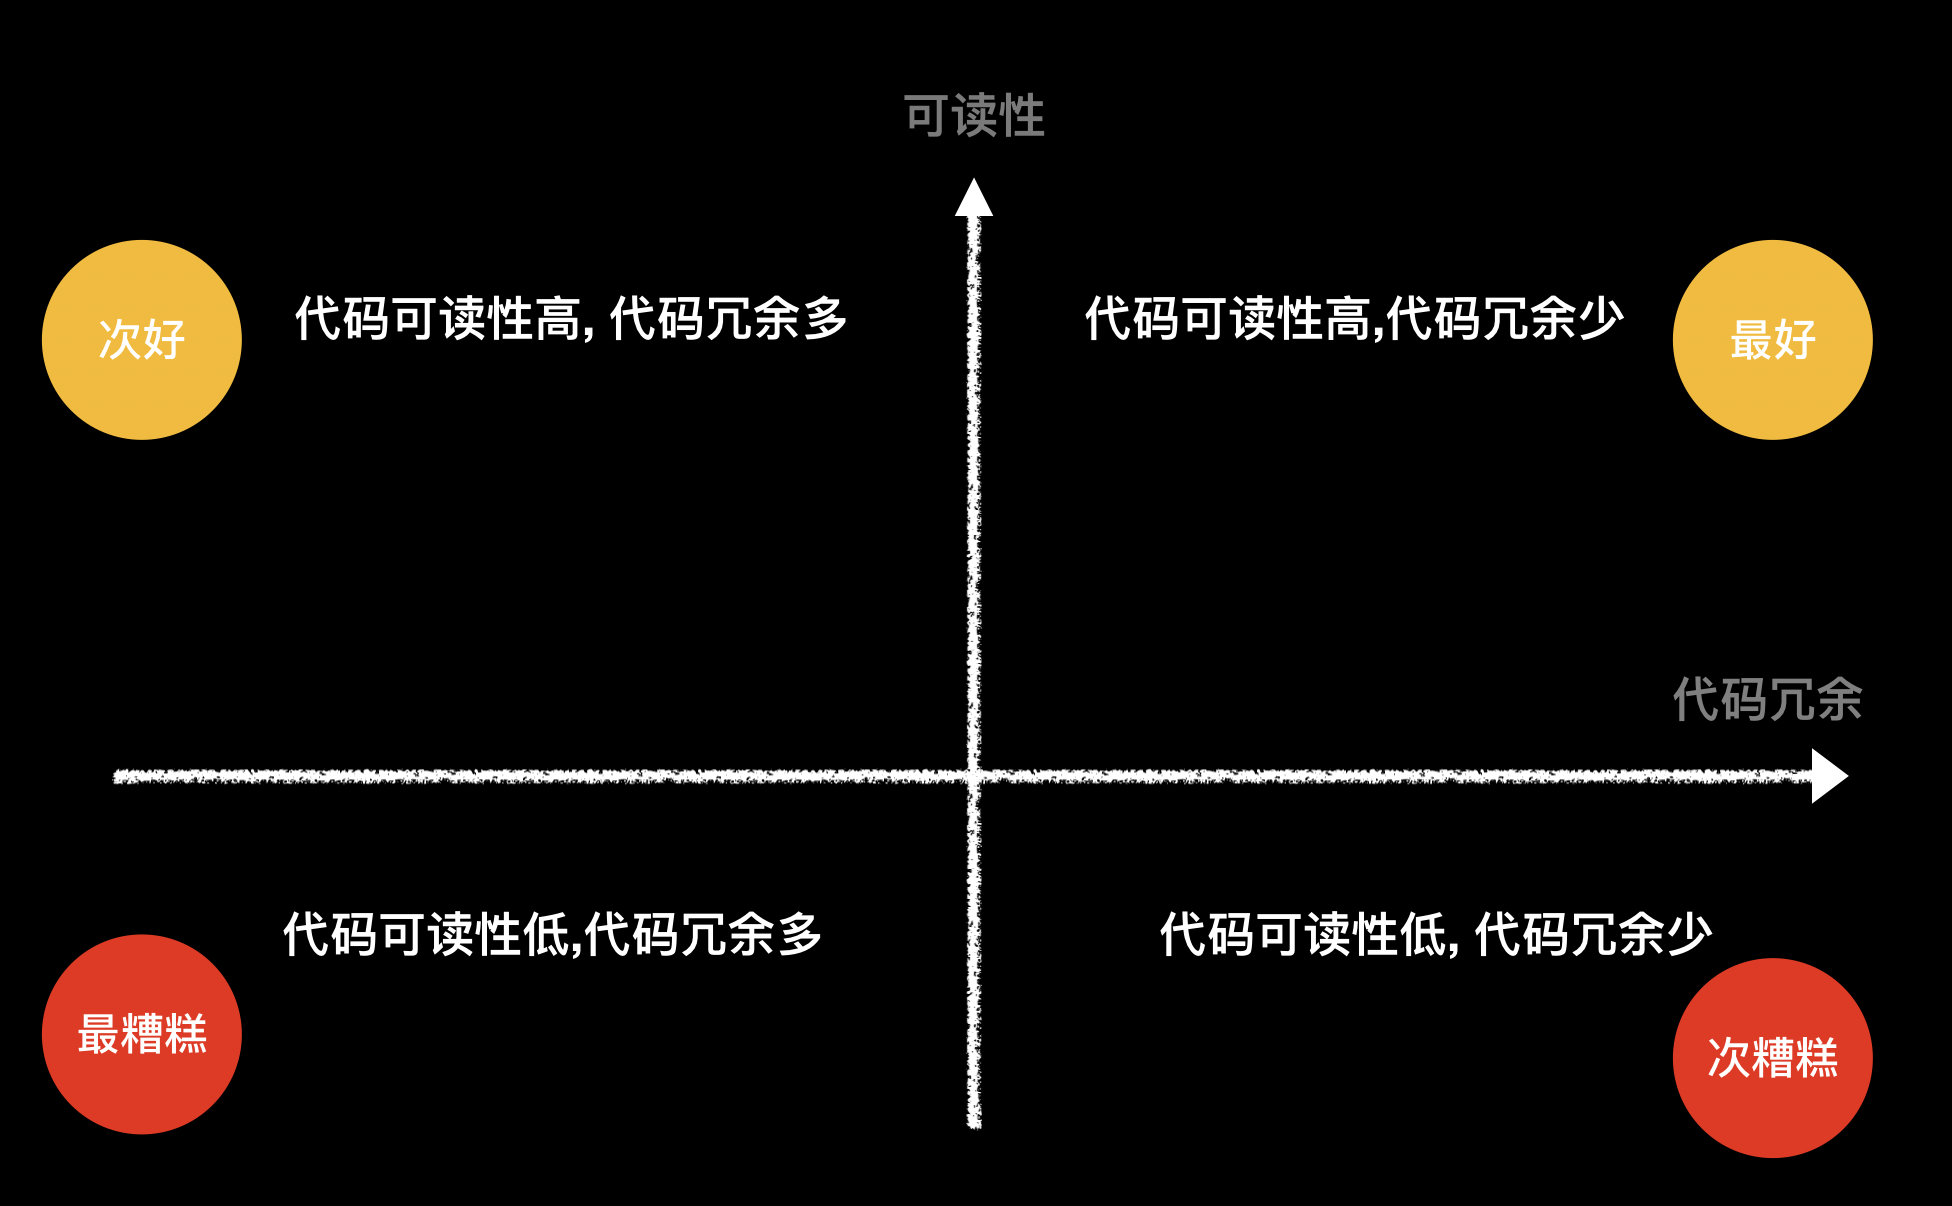 可读性
次好
代码可读性高, 代码冗余多
代码可读性高,代码冗余少
最好
代码冗余
代码可读性低,代码冗余多
代码可读性低, 代码冗余少
最糟糕
次糟糕